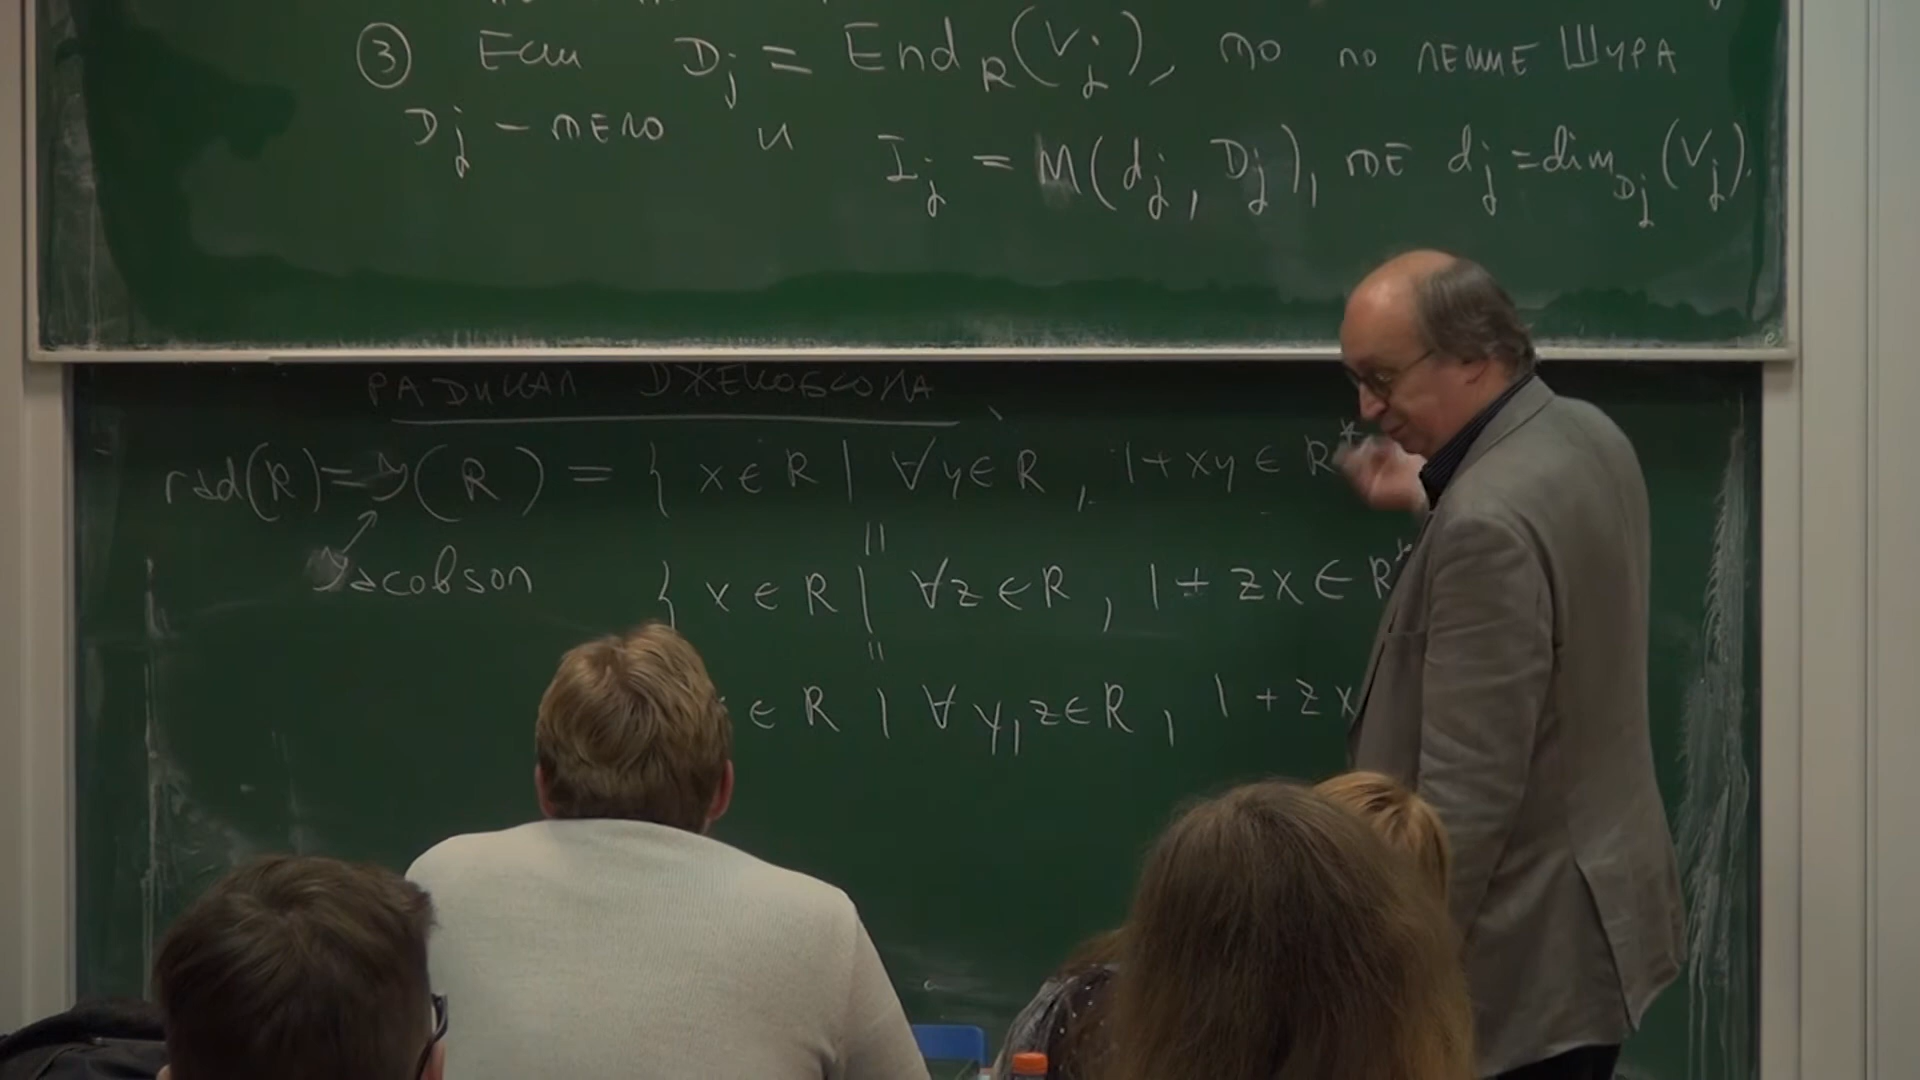 ③ Если D_j = End_R(V_j), то по лемме Шура
D_j – тело и I_j = M(d_j, D_j), где d_j = dim_{D_j}(V_j).
Радикал Джекобсона
rad(R) = J(R) = { x ∈ R | ∀y ∈ R, 1 + xy ∈ R*
||
Jacobson { x ∈ R | ∀z ∈ R, 1 + zx ∈ R*
||
∈ R | ∀y, z ∈ R, 1 + zx